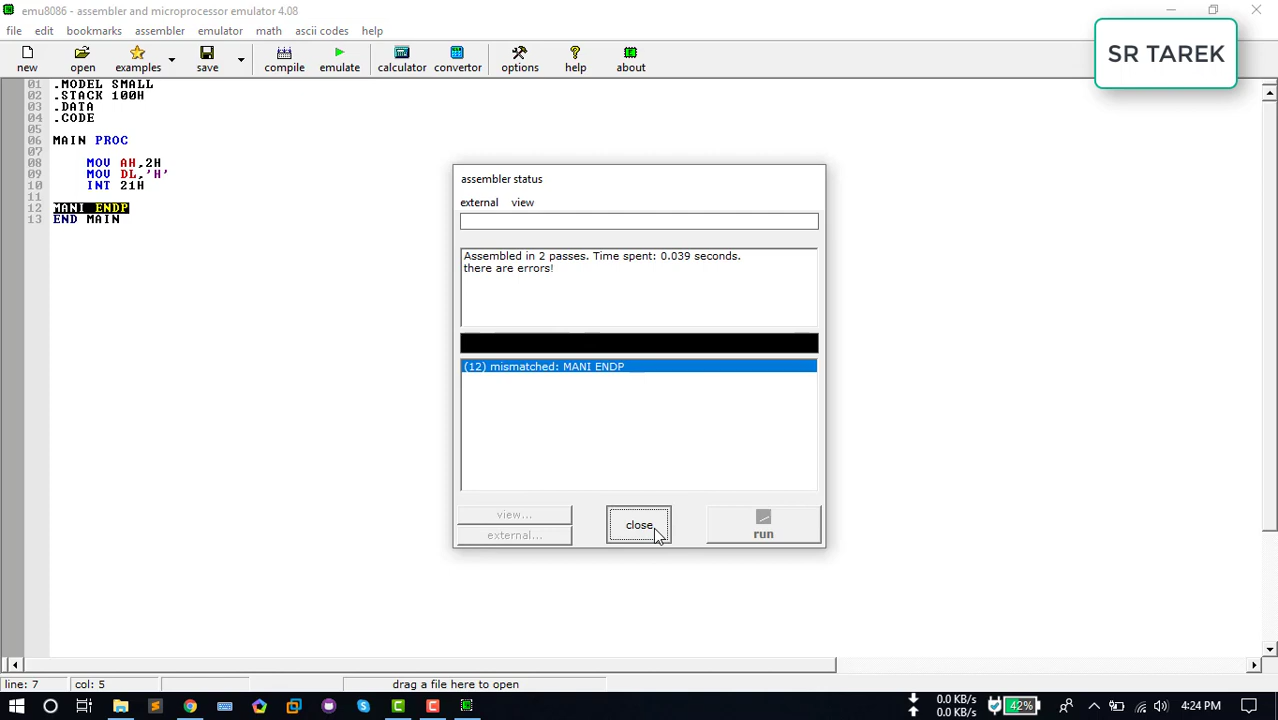 emu8086 - assembler and microprocessor emulator 4.08
file edit bookmarks assembler emulator math ascii codes help
SR TAREK
new open examples save compile emulate calculator convertor options help about
01 .MODEL SMALL
02 .STACK 100H
03 .DATA
04 .CODE
05
06 MAIN PROC
07
08 MOV AH,2H
09 MOV DL,'H'
10 INT 21H
11
12 MANI ENDP
13 END MAIN
assembler status
external view
Assembled in 2 passes. Time spent: 0.039 seconds.
there are errors!
(12) mismatched: MANI ENDP
view...
external...
close
run
line: 7 col: 5 drag a file here to open
0.0 KB/s
0.0 KB/s
42%
4:24 PM